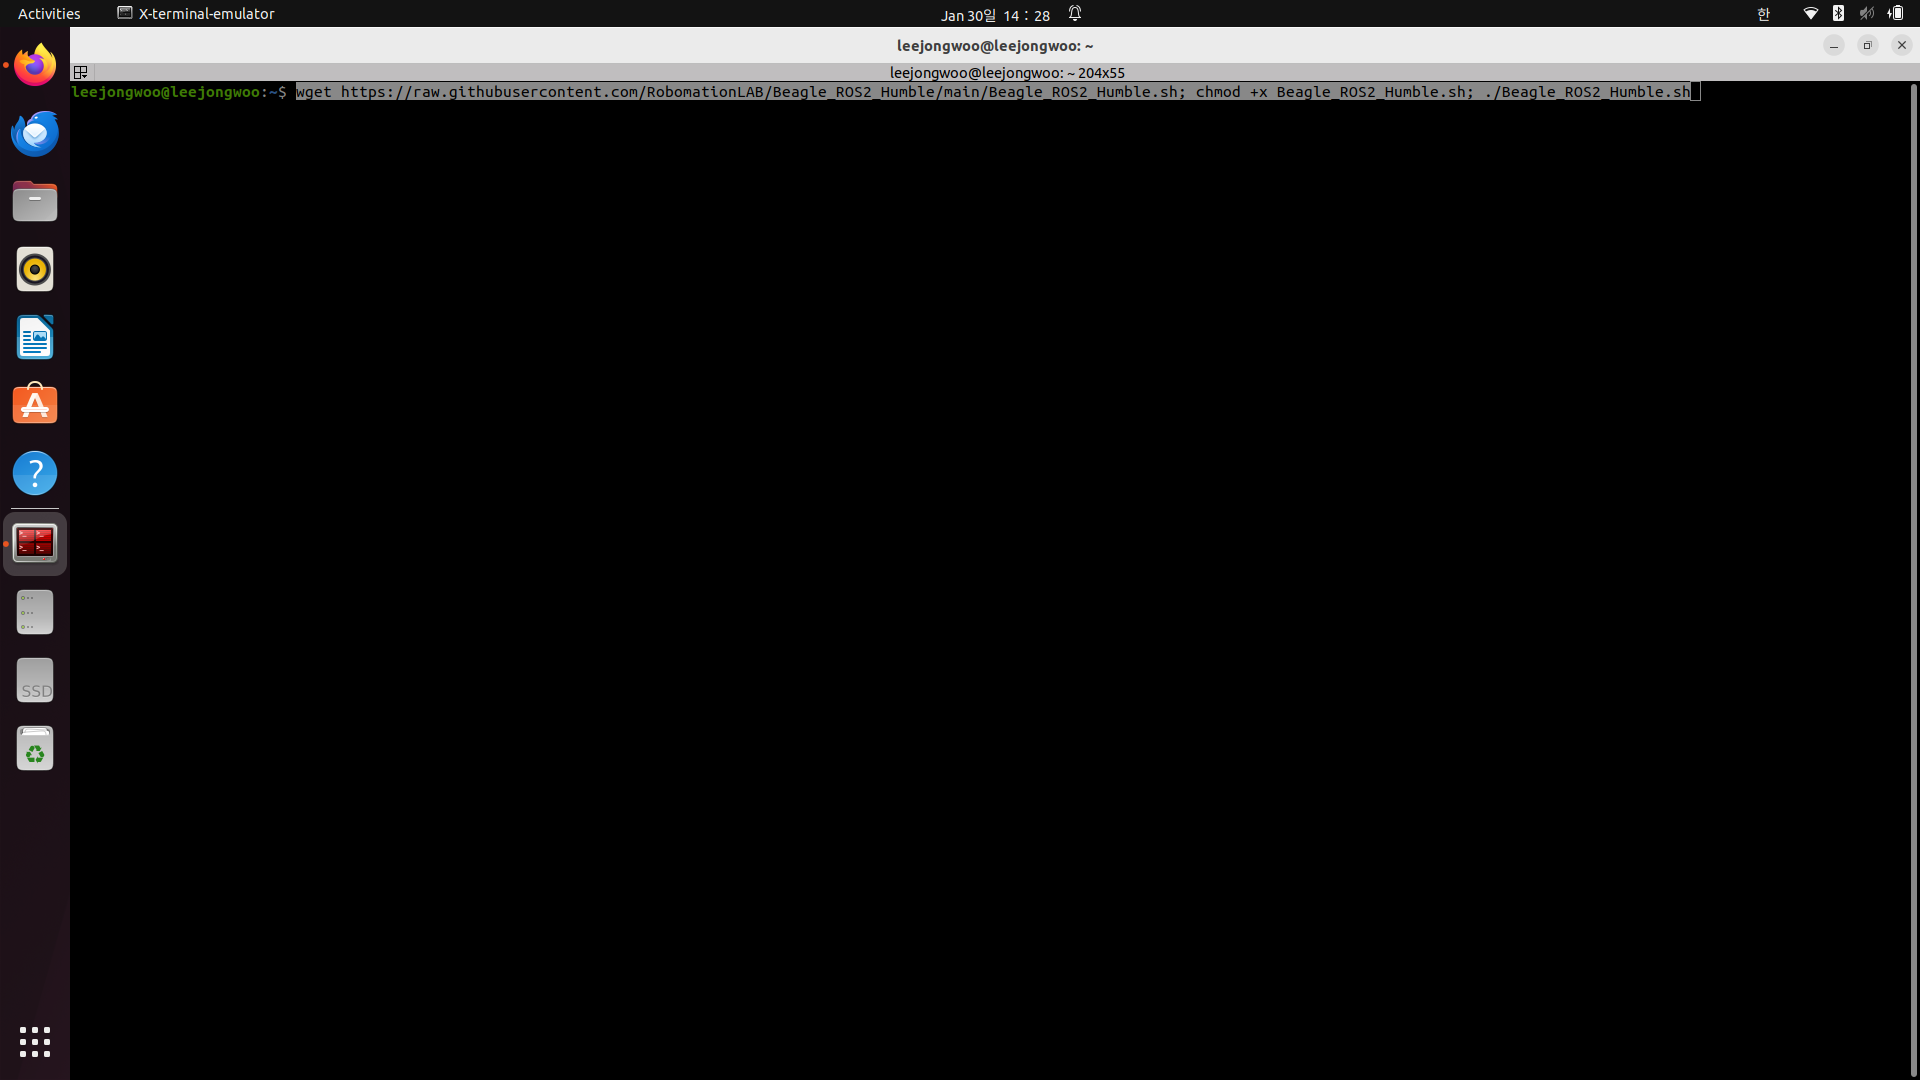 Activities
X-terminal-emulator
Jan 30일 14 : 28
한
leejongwoo@leejongwoo: ~
leejongwoo@leejongwoo: ~ 204x55
leejongwoo@leejongwoo:~$ wget https://raw.githubusercontent.com/RobomationLAB/Beagle_ROS2_Humble/main/Beagle_ROS2_Humble.sh; chmod +x Beagle_ROS2_Humble.sh; ./Beagle_ROS2_Humble.sh
?
SSD